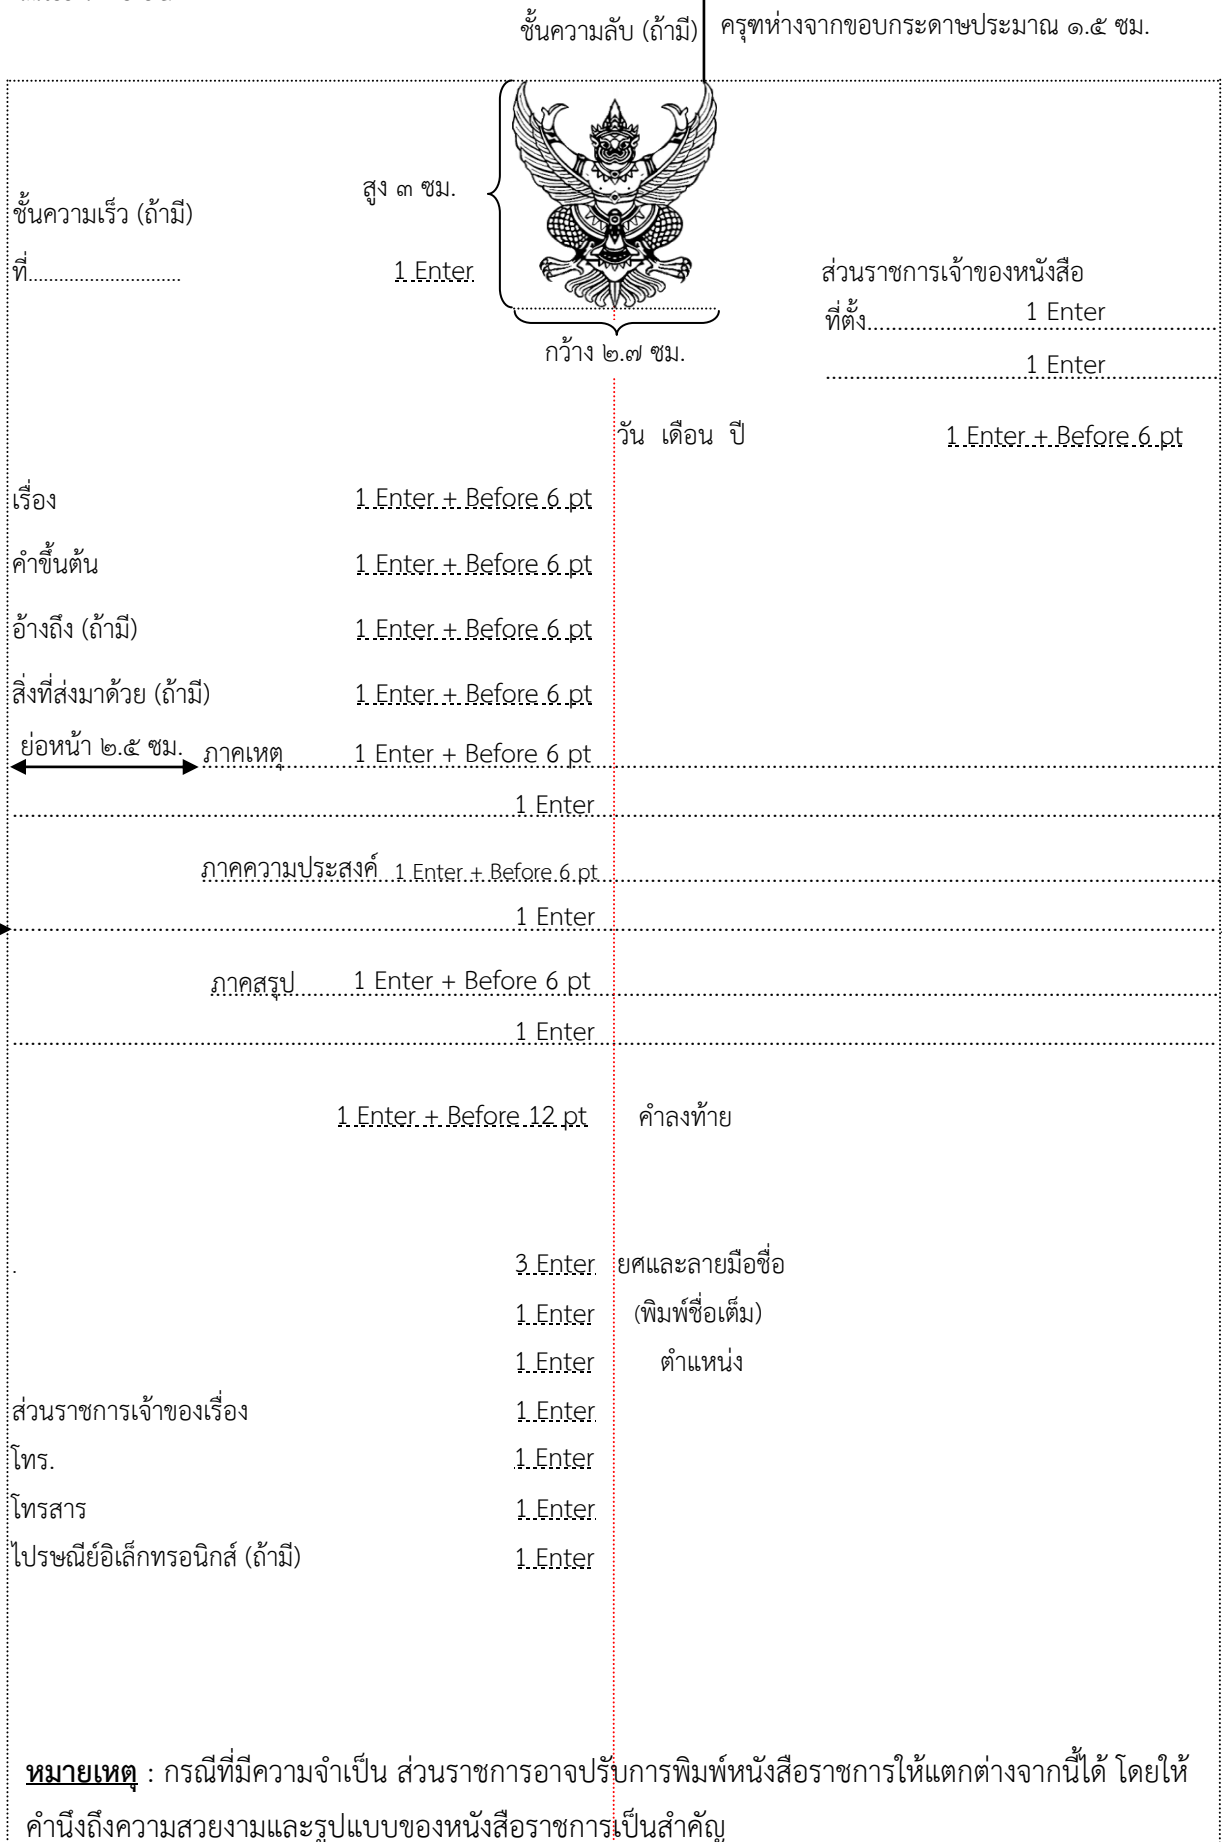 ชั้นความลับ (ถ้ามี) ครุฑห่างจากขอบกระดาษประมาณ ๑.๕ ซม.
สูง ๓ ซม.
ชั้นความเร็ว (ถ้ามี)
ที่............................ 1 Enter ส่วนราชการเจ้าของหนังสือ
ที่ตั้ง............................ 1 Enter
กว้าง ๒.๗ ซม.
1 Enter
วัน เดือน ปี 1 Enter + Before 6 pt
เรื่อง 1 Enter + Before 6 pt
คำขึ้นต้น 1 Enter + Before 6 pt
อ้างถึง (ถ้ามี) 1 Enter + Before 6 pt
สิ่งที่ส่งมาด้วย (ถ้ามี) 1 Enter + Before 6 pt
ย่อหน้า ๒.๕ ซม. ภาคเหตุ 1 Enter + Before 6 pt
1 Enter
ภาคความประสงค์ 1 Enter + Before 6 pt
1 Enter
ภาคสรุป 1 Enter + Before 6 pt
1 Enter
1 Enter + Before 12 pt คำลงท้าย
. 3 Enter ยศและลายมือชื่อ
1 Enter (พิมพ์ชื่อเต็ม)
1 Enter ตำแหน่ง
ส่วนราชการเจ้าของเรื่อง 1 Enter
โทร. 1 Enter
โทรสาร 1 Enter
ไปรษณีย์อิเล็กทรอนิกส์ (ถ้ามี) 1 Enter
หมายเหตุ : กรณีที่มีความจำเป็น ส่วนราชการอาจปรับการพิมพ์หนังสือราชการให้แตกต่างจากนี้ได้ โดยให้
คำนึงถึงความสวยงามและรูปแบบของหนังสือราชการเป็นสำคัญ